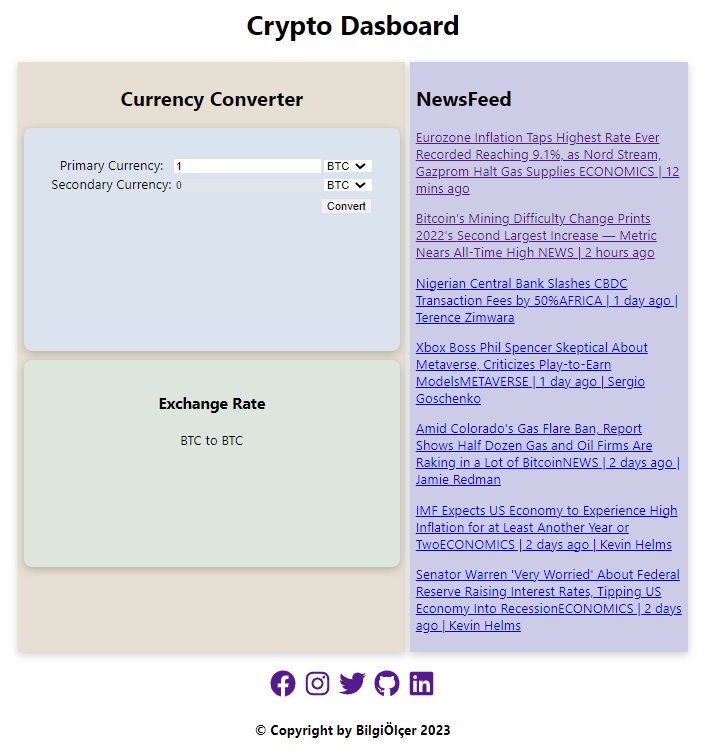 Crypto Dasboard
Currency Converter
Primary Currency: 1 BTC
Secondary Currency: 0 BTC
Convert
Exchange Rate
BTC to BTC
NewsFeed
Eurozone Inflation Taps Highest Rate Ever
Recorded Reaching 9.1%, as Nord Stream,
Gazprom Halt Gas Supplies ECONOMICS | 12
mins ago
Bitcoin's Mining Difficulty Change Prints
2022's Second Largest Increase — Metric
Nears All-Time High NEWS | 2 hours ago
Nigerian Central Bank Slashes CBDC
Transaction Fees by 50%AFRICA | 1 day ago |
Terence Zimwara
Xbox Boss Phil Spencer Skeptical About
Metaverse, Criticizes Play-to-Earn
ModelsMETAVERSE | 1 day ago | Sergio
Goschenko
Amid Colorado's Gas Flare Ban, Report
Shows Half Dozen Gas and Oil Firms Are
Raking in a Lot of BitcoinNEWS | 2 days ago |
Jamie Redman
IMF Expects US Economy to Experience High
Inflation for at Least Another Year or
TwoECONOMICS | 2 days ago | Kevin Helms
Senator Warren 'Very Worried' About Federal
Reserve Raising Interest Rates, Tipping US
Economy Into RecessionECONOMICS | 2 days
ago | Kevin Helms
© Copyright by BilgiÖlçer 2023